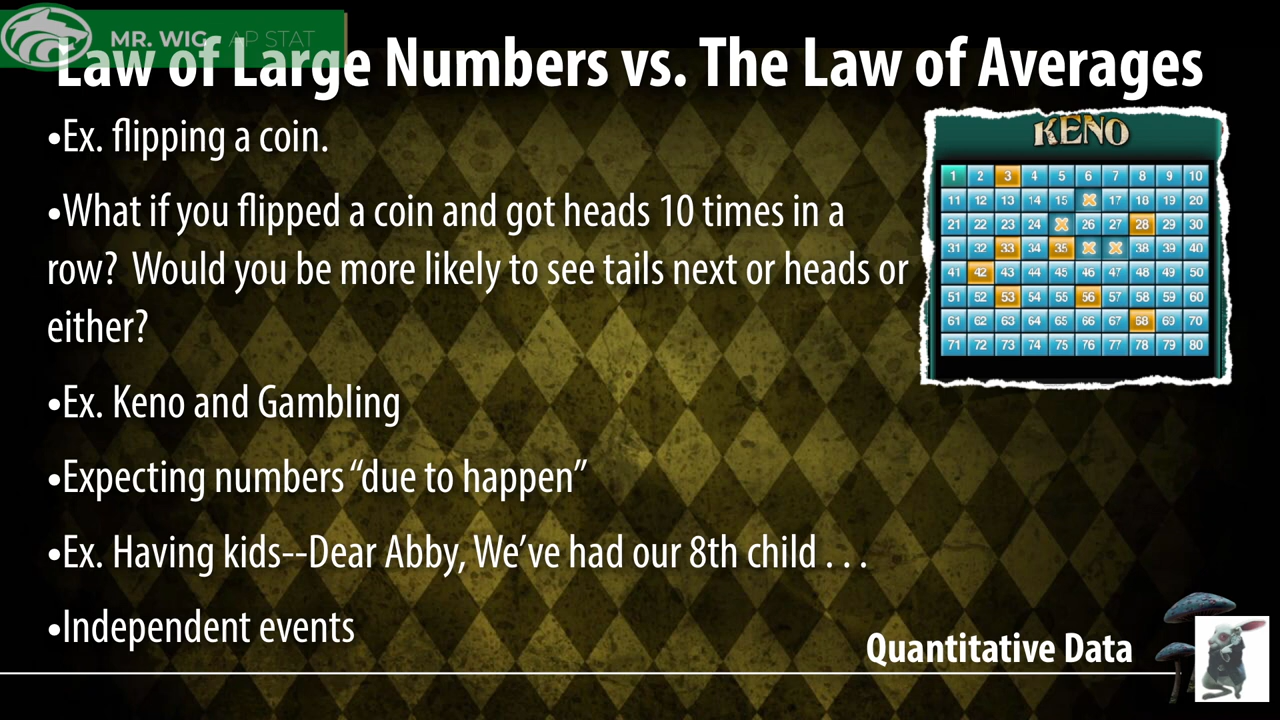 MR. WIG AP STAT
Law of Large Numbers vs. The Law of Averages
•Ex. flipping a coin.
•What if you flipped a coin and got heads 10 times in a
row? Would you be more likely to see tails next or heads or
either?
•Ex. Keno and Gambling
•Expecting numbers “due to happen”
•Ex. Having kids--Dear Abby, We’ve had our 8th child . . .
•Independent events
KENO
1 2 3 4 5 6 7 8 9 10
11 12 13 14 15 17 18 19 20
21 22 23 24 26 27 28 29 30
31 32 33 34 35 38 39 40
41 42 43 44 45 46 47 48 49 50
51 52 53 54 55 56 57 58 59 60
61 62 63 64 65 66 67 68 69 70
71 72 73 74 75 76 77 78 79 80
Quantitative Data